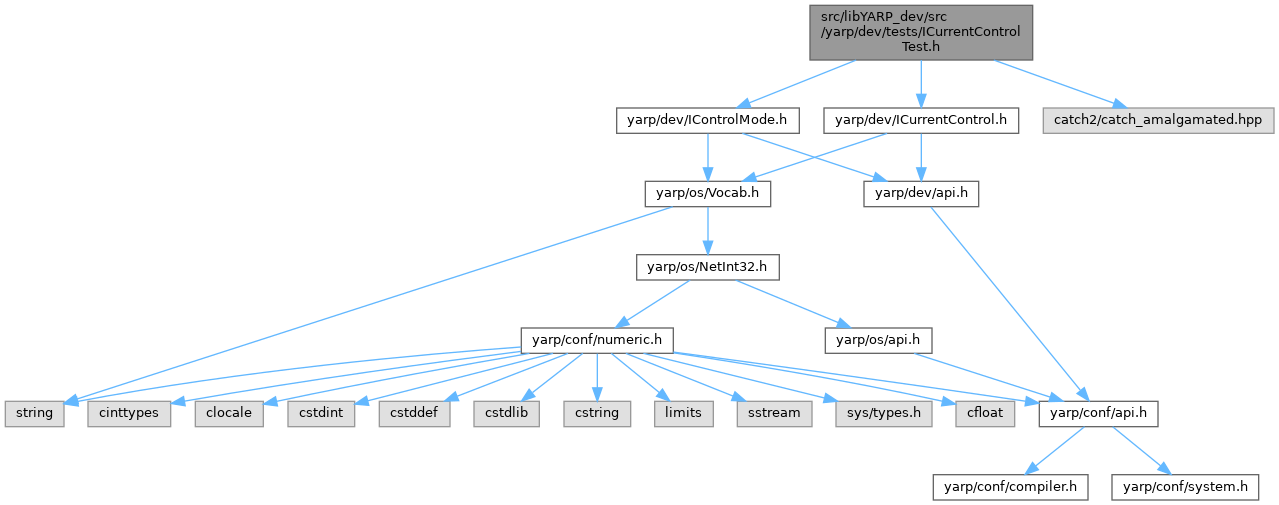 src/libYARP_dev/src
/yarp/dev/tests/ICurrentControl
Test.h
yarp/dev/IControlMode.h
yarp/dev/ICurrentControl.h
catch2/catch_amalgamated.hpp
yarp/os/Vocab.h
yarp/dev/api.h
yarp/os/NetInt32.h
yarp/conf/numeric.h
yarp/os/api.h
string
cinttypes
clocale
cstdint
cstddef
cstdlib
cstring
limits
sstream
sys/types.h
cfloat
yarp/conf/api.h
yarp/conf/compiler.h
yarp/conf/system.h